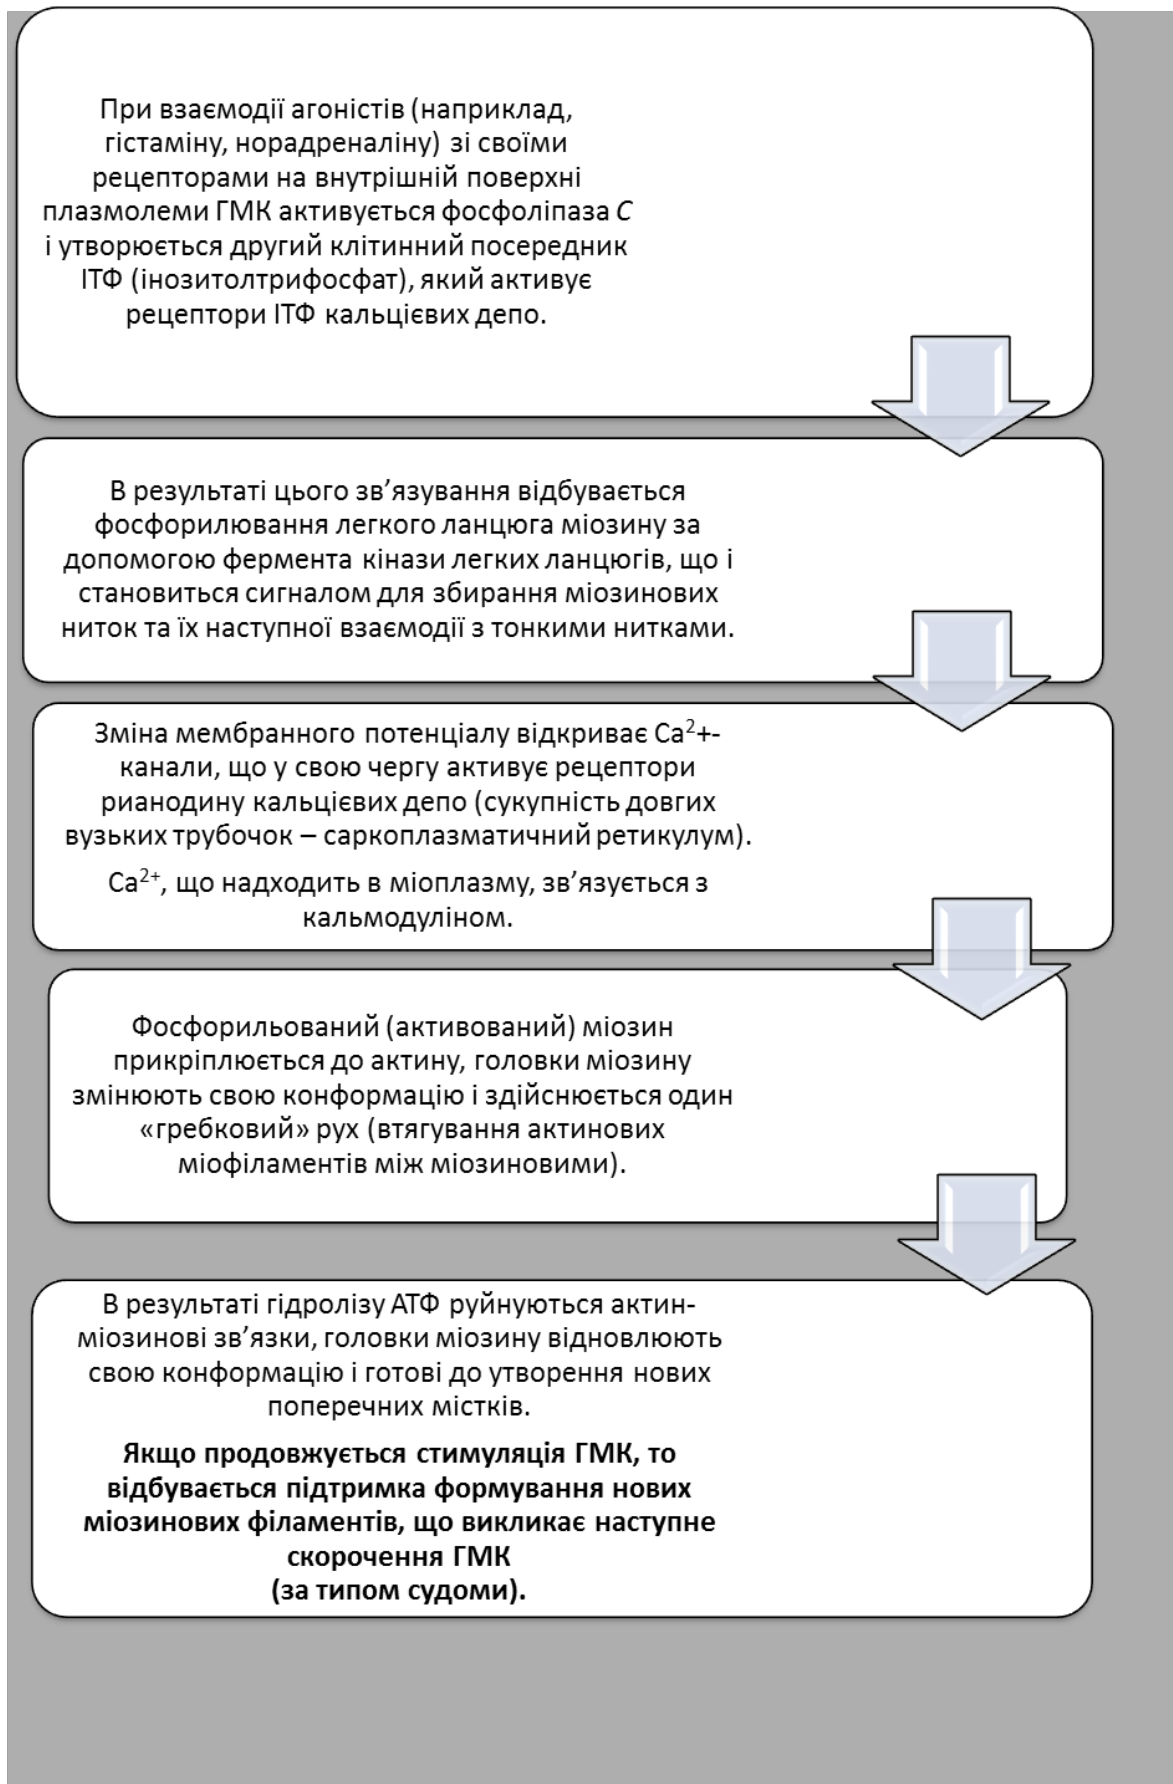 При взаємодії агоністів (наприклад,
гістаміну, норадреналіну) зі своїми
рецепторами на внутрішній поверхні
плазмолеми ГМК активується фосфоліпаза С
і утворюється другий клітинний посередник
ІТФ (інозитолтрифосфат), який активує
рецептори ІТФ кальцієвих депо.
В результаті цього зв’язування відбувається
фосфорилювання легкого ланцюга міозину за
допомогою фермента кінази легких ланцюгів, що і
становиться сигналом для збирання міозинових
ниток та їх наступної взаємодії з тонкими нитками.
Зміна мембранного потенціалу відкриває Ca²+-
канали, що у свою чергу активує рецептори
рианодину кальцієвих депо (сукупність довгих
вузьких трубочок – саркоплазматичний ретикулум).
Ca²⁺, що надходить в міоплазму, зв’язується з
кальмодуліном.
Фосфорильований (активований) міозин
прикріплюється до актину, головки міозину
змінюють свою конформацію і здійснюється один
«гребковий» рух (втягування актинових
міофіламентів між міозиновими).
В результаті гідролізу АТФ руйнуються актин-
міозинові зв’язки, головки міозину відновлюють
свою конформацію і готові до утворення нових
поперечних містків.
Якщо продовжується стимуляція ГМК, то
відбувається підтримка формування нових
міозинових філаментів, що викликає наступне
скорочення ГМК
(за типом судоми).